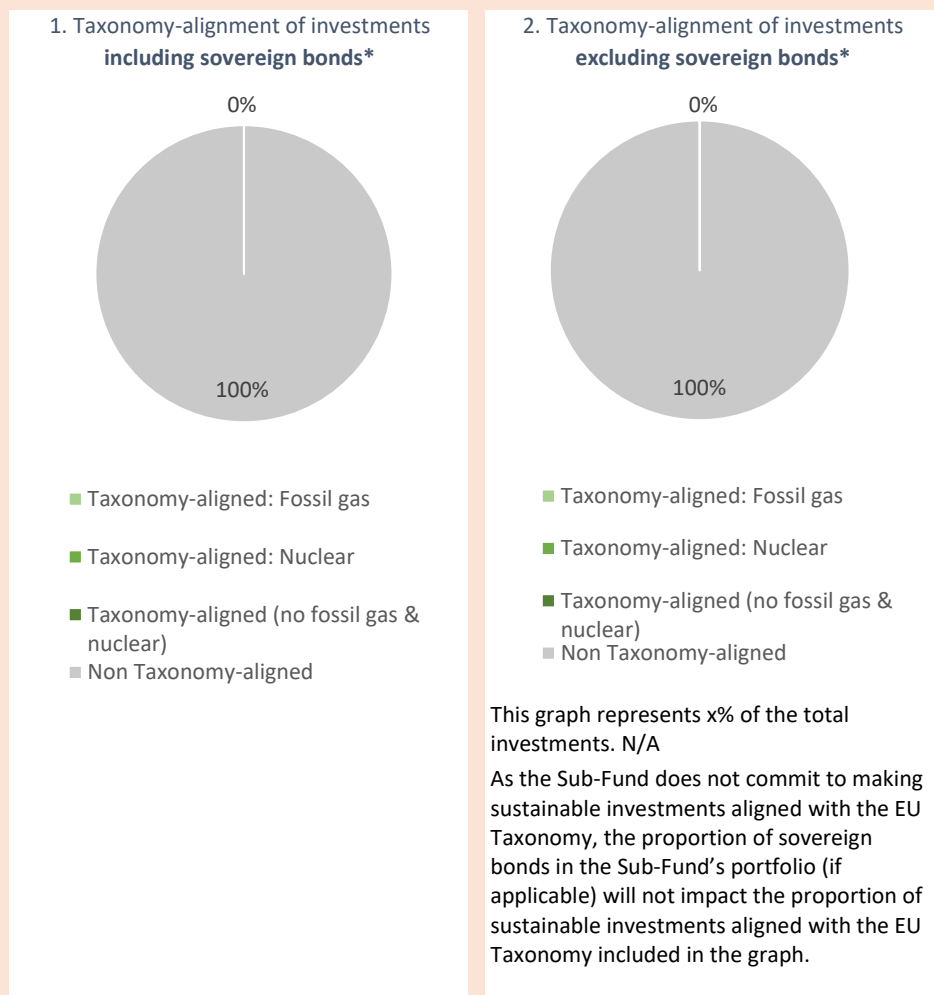 1. Taxonomy-alignment of investments
including sovereign bonds*
0%
100%
Taxonomy-aligned: Fossil gas
Taxonomy-aligned: Nuclear
Taxonomy-aligned (no fossil gas &
nuclear)
Non Taxonomy-aligned
2. Taxonomy-alignment of investments
excluding sovereign bonds*
0%
100%
Taxonomy-aligned: Fossil gas
Taxonomy-aligned: Nuclear
Taxonomy-aligned (no fossil gas &
nuclear)
Non Taxonomy-aligned
This graph represents x% of the total
investments. N/A
As the Sub-Fund does not commit to making
sustainable investments aligned with the EU
Taxonomy, the proportion of sovereign
bonds in the Sub-Fund’s portfolio (if
applicable) will not impact the proportion of
sustainable investments aligned with the EU
Taxonomy included in the graph.